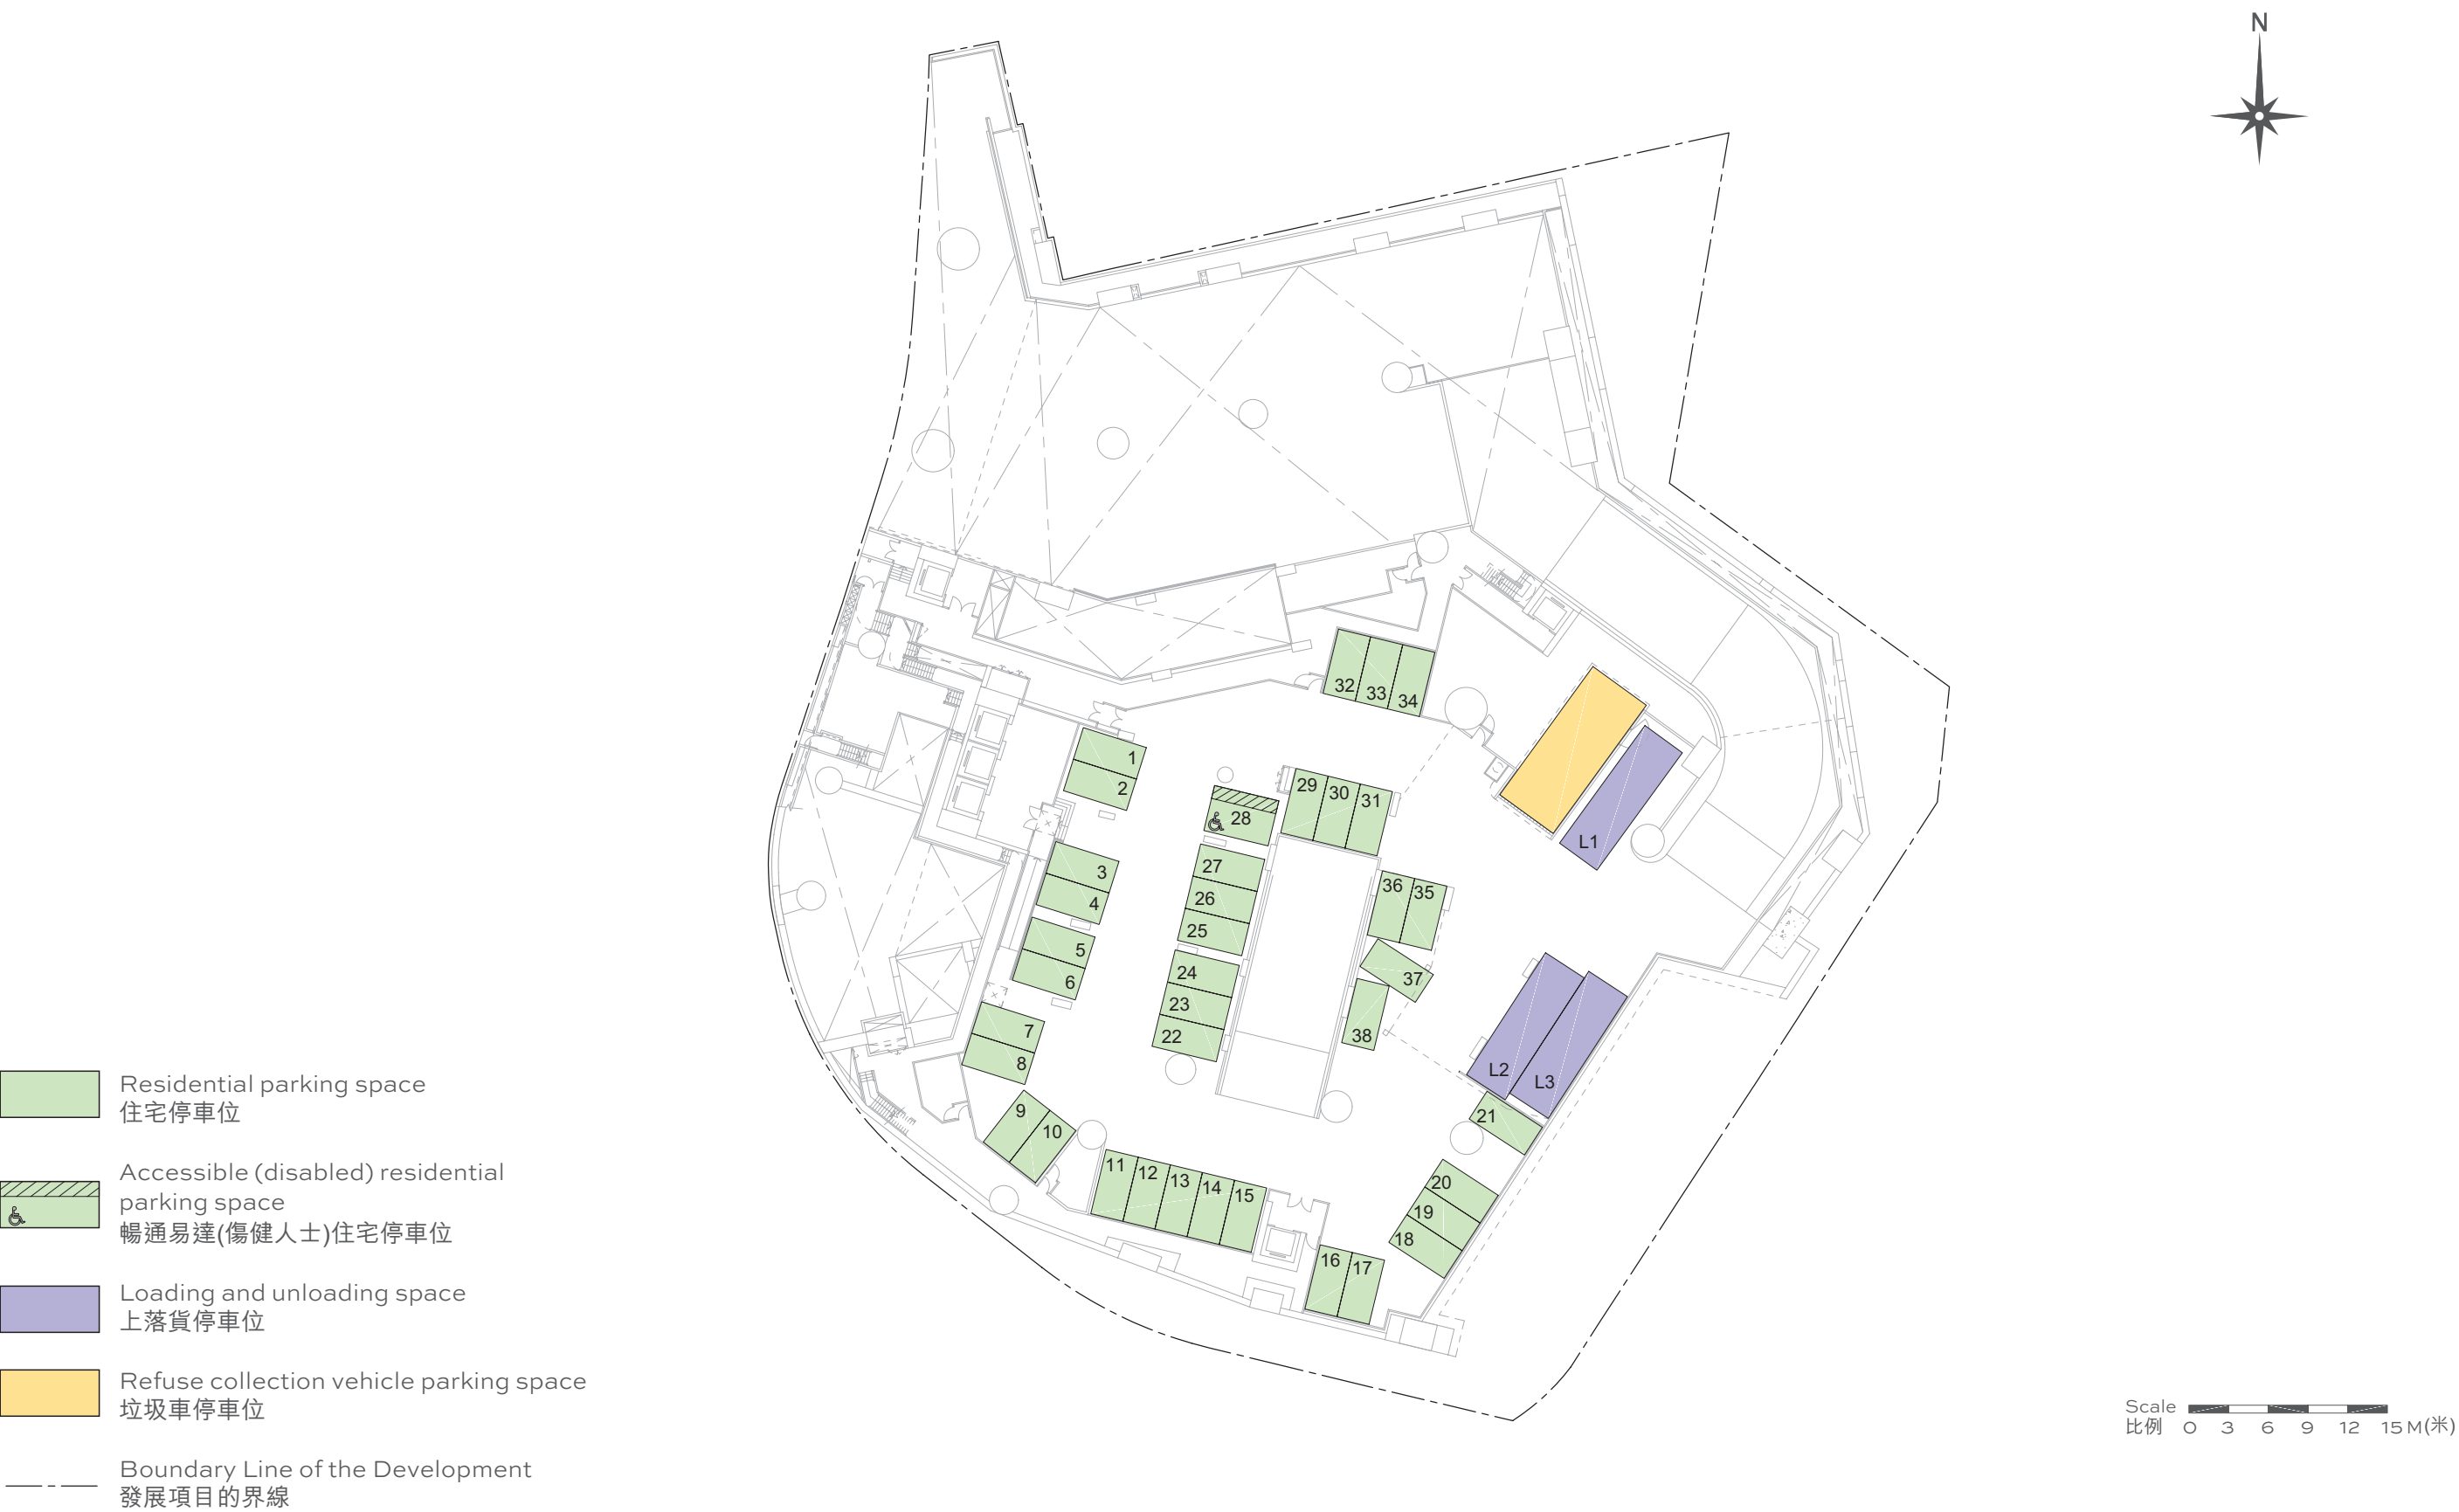 N
32
33
34
1
2
29
30
31
28
L1
3
4
27
26
25
36
35
5
6
37
24
23
22
38
7
8
L2
L3
9
10
21
11
12
13
14
15
20
19
18
16
17
Residential parking space
住宅停車位
Accessible (disabled) residential
parking space
暢通易達(傷健人士)住宅停車位
Loading and unloading space
上落貨停車位
Refuse collection vehicle parking space
垃圾車停車位
Boundary Line of the Development
發展項目的界線
Scale
比例 0 3 6 9 12 15 M(米)